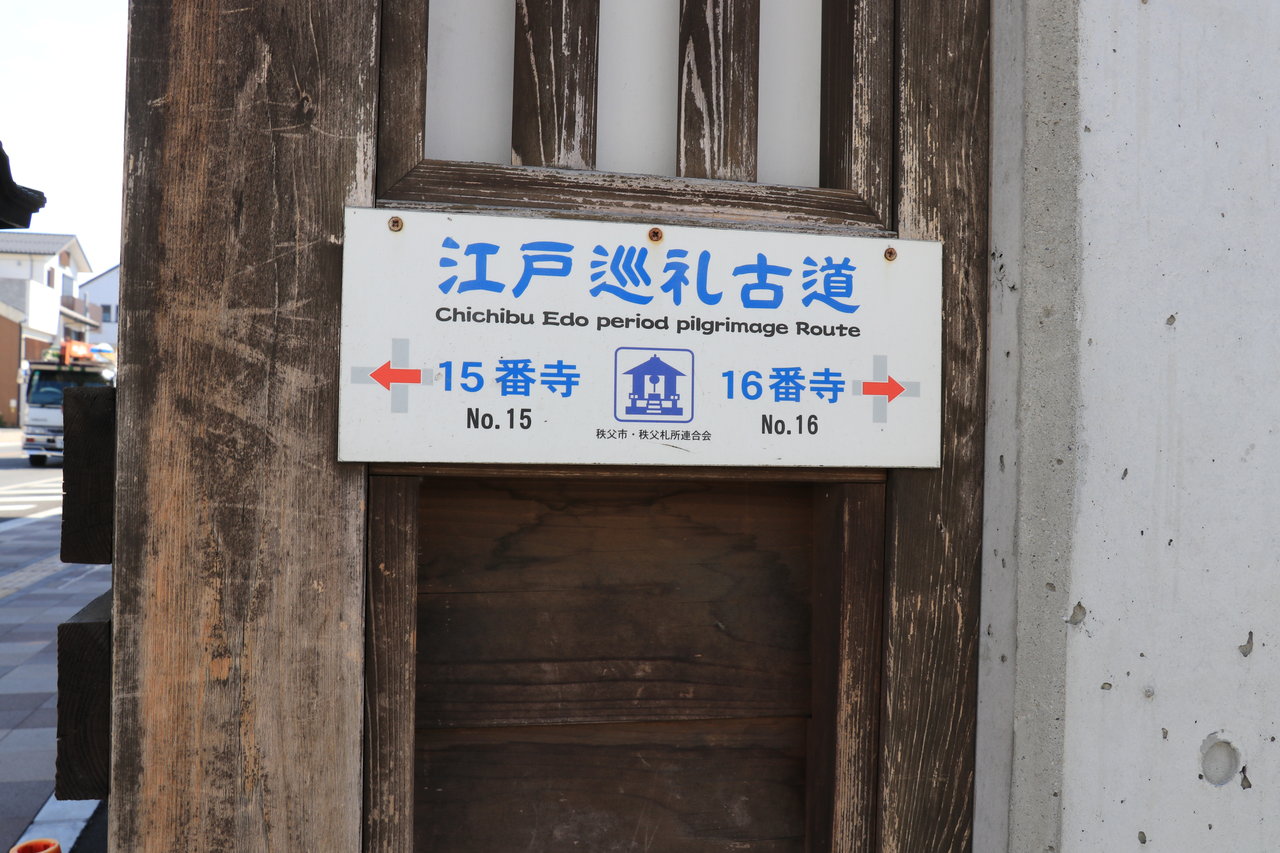 江戸巡礼古道
Chichibu Edo period pilgrimage Route
15番寺
No.15
16番寺
No.16
秩父市・秩父札所連合会